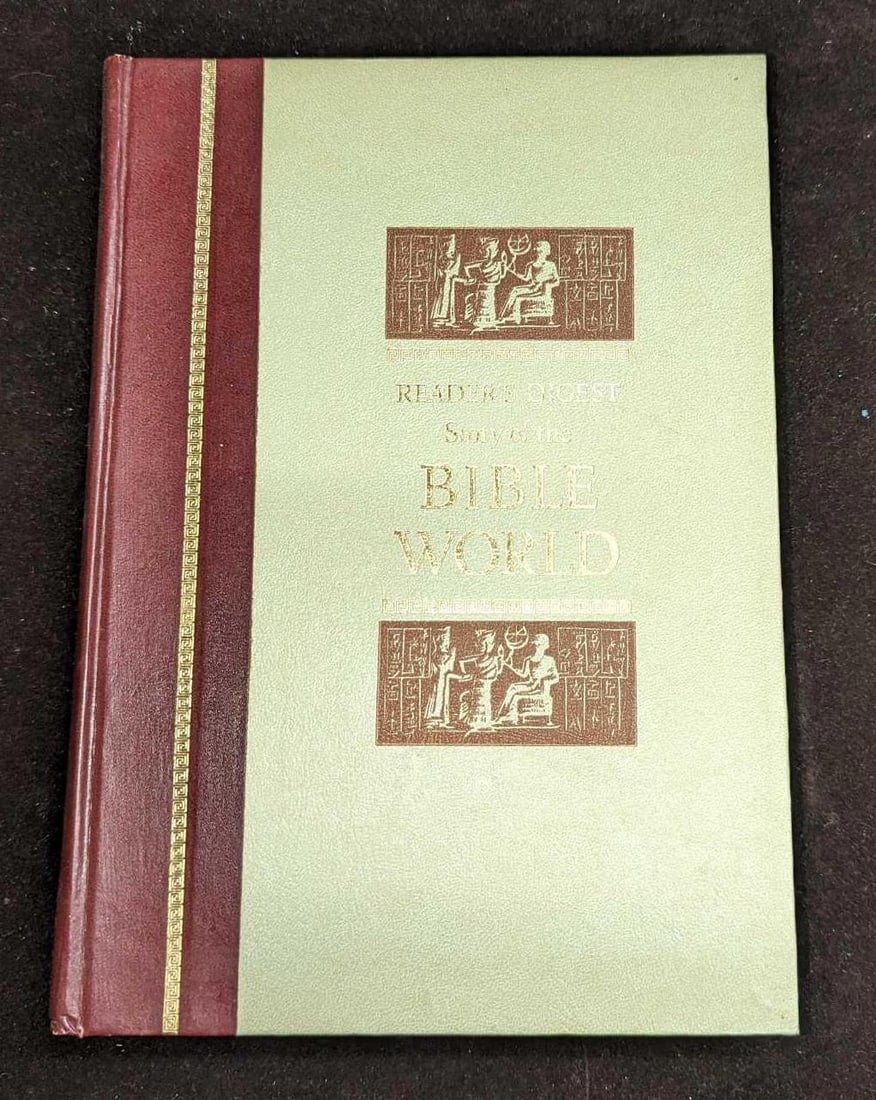 READER'S DIGEST
Story of the
BIBLE
WORLD